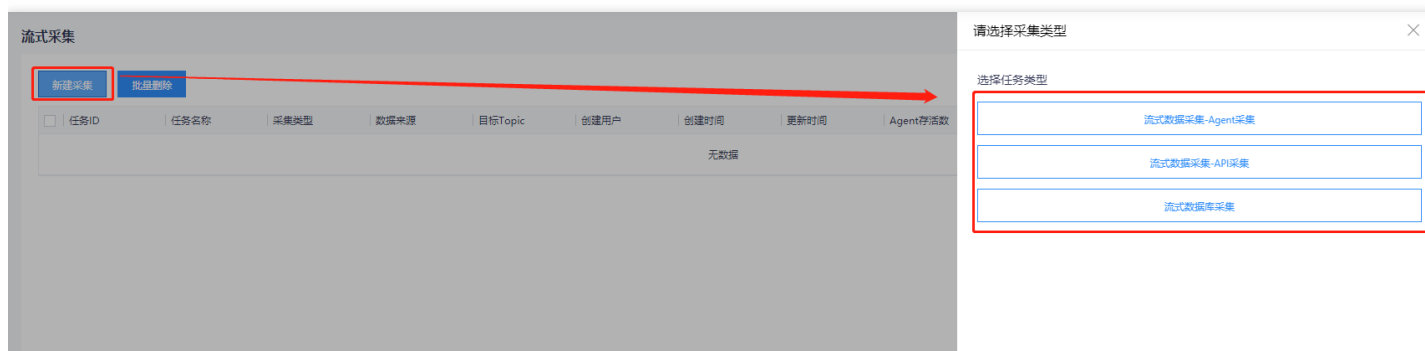 流式采集
新建采集 批量删除
任务ID 任务名称 采集类型 数据来源 目标Topic 创建用户 创建时间 更新时间 Agent存活数
无数据
请选择采集类型
选择任务类型
流式数据采集-Agent采集
流式数据采集-API采集
流式数据库采集